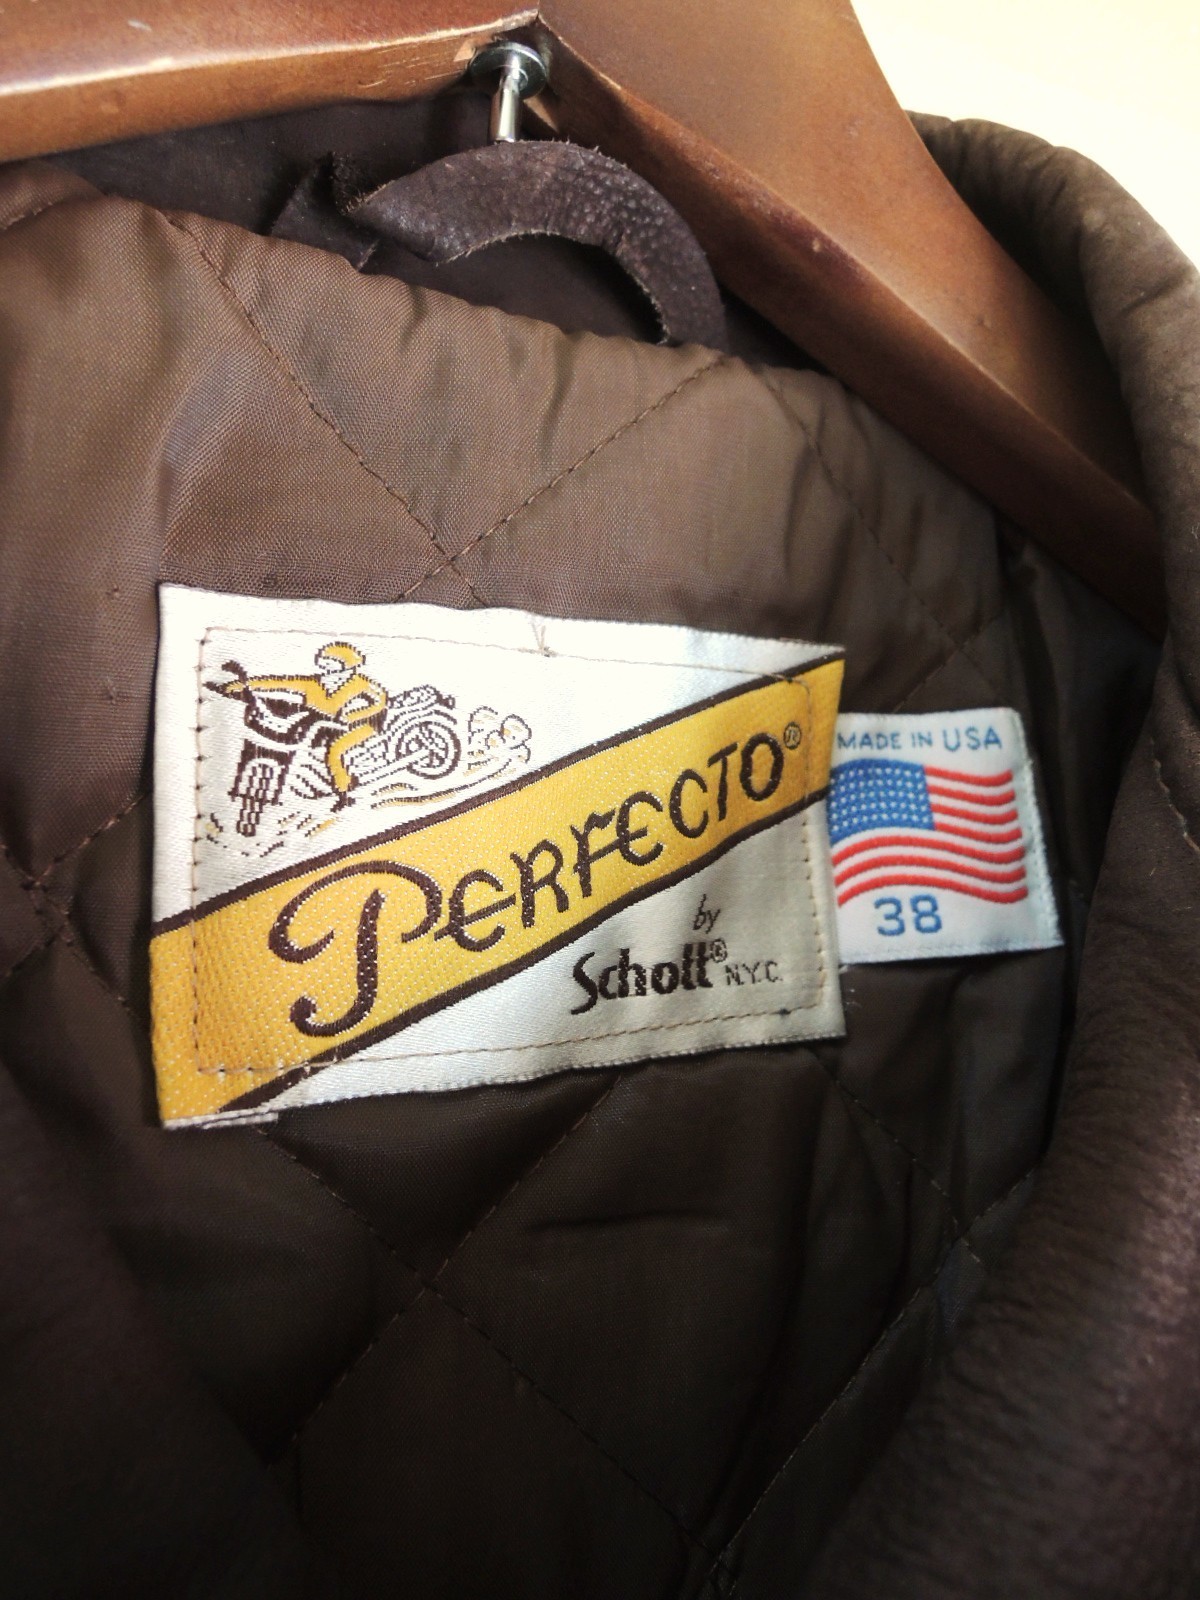 PERFECTO®
by
Schott® N.Y.C.
MADE IN USA
38